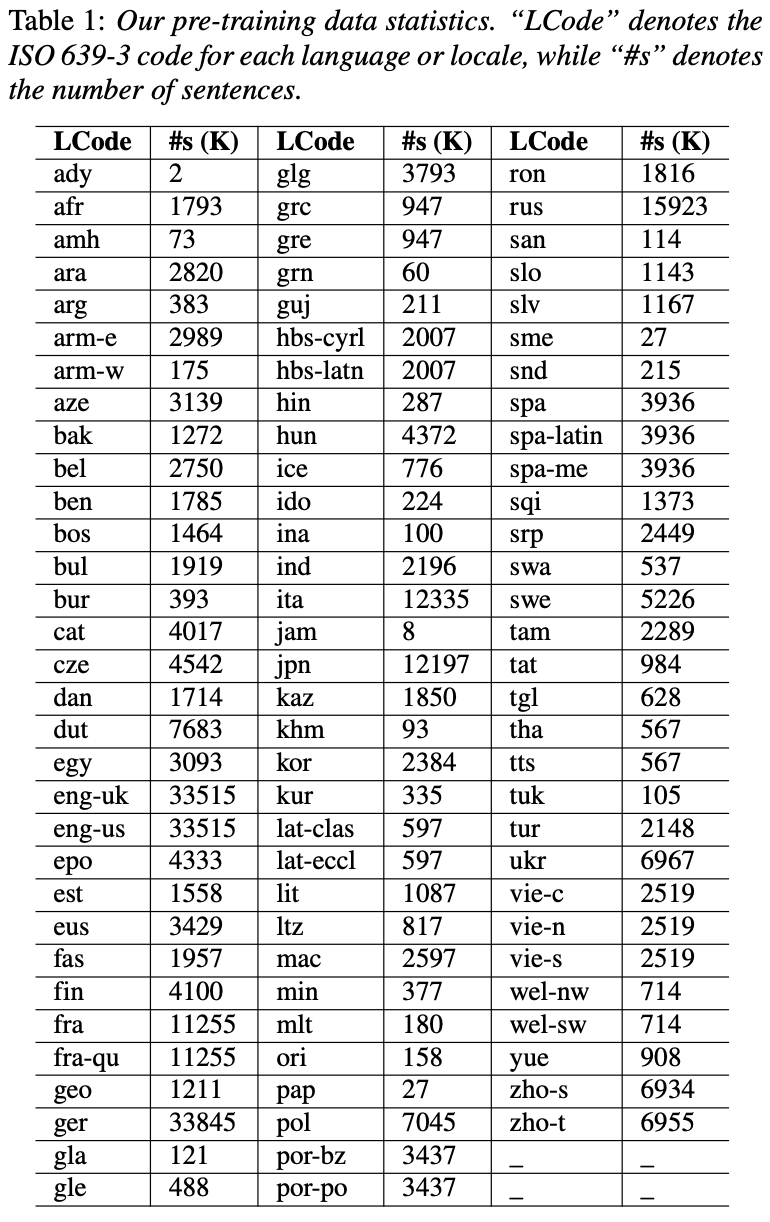 Table 1: Our pre-training data statistics. “LCode” denotes the
ISO 639-3 code for each language or locale, while “#s” denotes
the number of sentences.
LCode #s (K) LCode #s (K) LCode #s (K)
ady 2 glg 3793 ron 1816
afr 1793 grc 947 rus 15923
amh 73 gre 947 san 114
ara 2820 grn 60 slo 1143
arg 383 guj 211 slv 1167
arm-e 2989 hbs-cyrl 2007 sme 27
arm-w 175 hbs-latn 2007 snd 215
aze 3139 hin 287 spa 3936
bak 1272 hun 4372 spa-latin 3936
bel 2750 ice 776 spa-me 3936
ben 1785 ido 224 sqi 1373
bos 1464 ina 100 srp 2449
bul 1919 ind 2196 swa 537
bur 393 ita 12335 swe 5226
cat 4017 jam 8 tam 2289
cze 4542 jpn 12197 tat 984
dan 1714 kaz 1850 tgl 628
dut 7683 khm 93 tha 567
egy 3093 kor 2384 tts 567
eng-uk 33515 kur 335 tuk 105
eng-us 33515 lat-clas 597 tur 2148
epo 4333 lat-eccl 597 ukr 6967
est 1558 lit 1087 vie-c 2519
eus 3429 ltz 817 vie-n 2519
fas 1957 mac 2597 vie-s 2519
fin 4100 min 377 wel-nw 714
fra 11255 mlt 180 wel-sw 714
fra-qu 11255 ori 158 yue 908
geo 1211 pap 27 zho-s 6934
ger 33845 pol 7045 zho-t 6955
gla 121 por-bz 3437 _ _
gle 488 por-po 3437 _ _